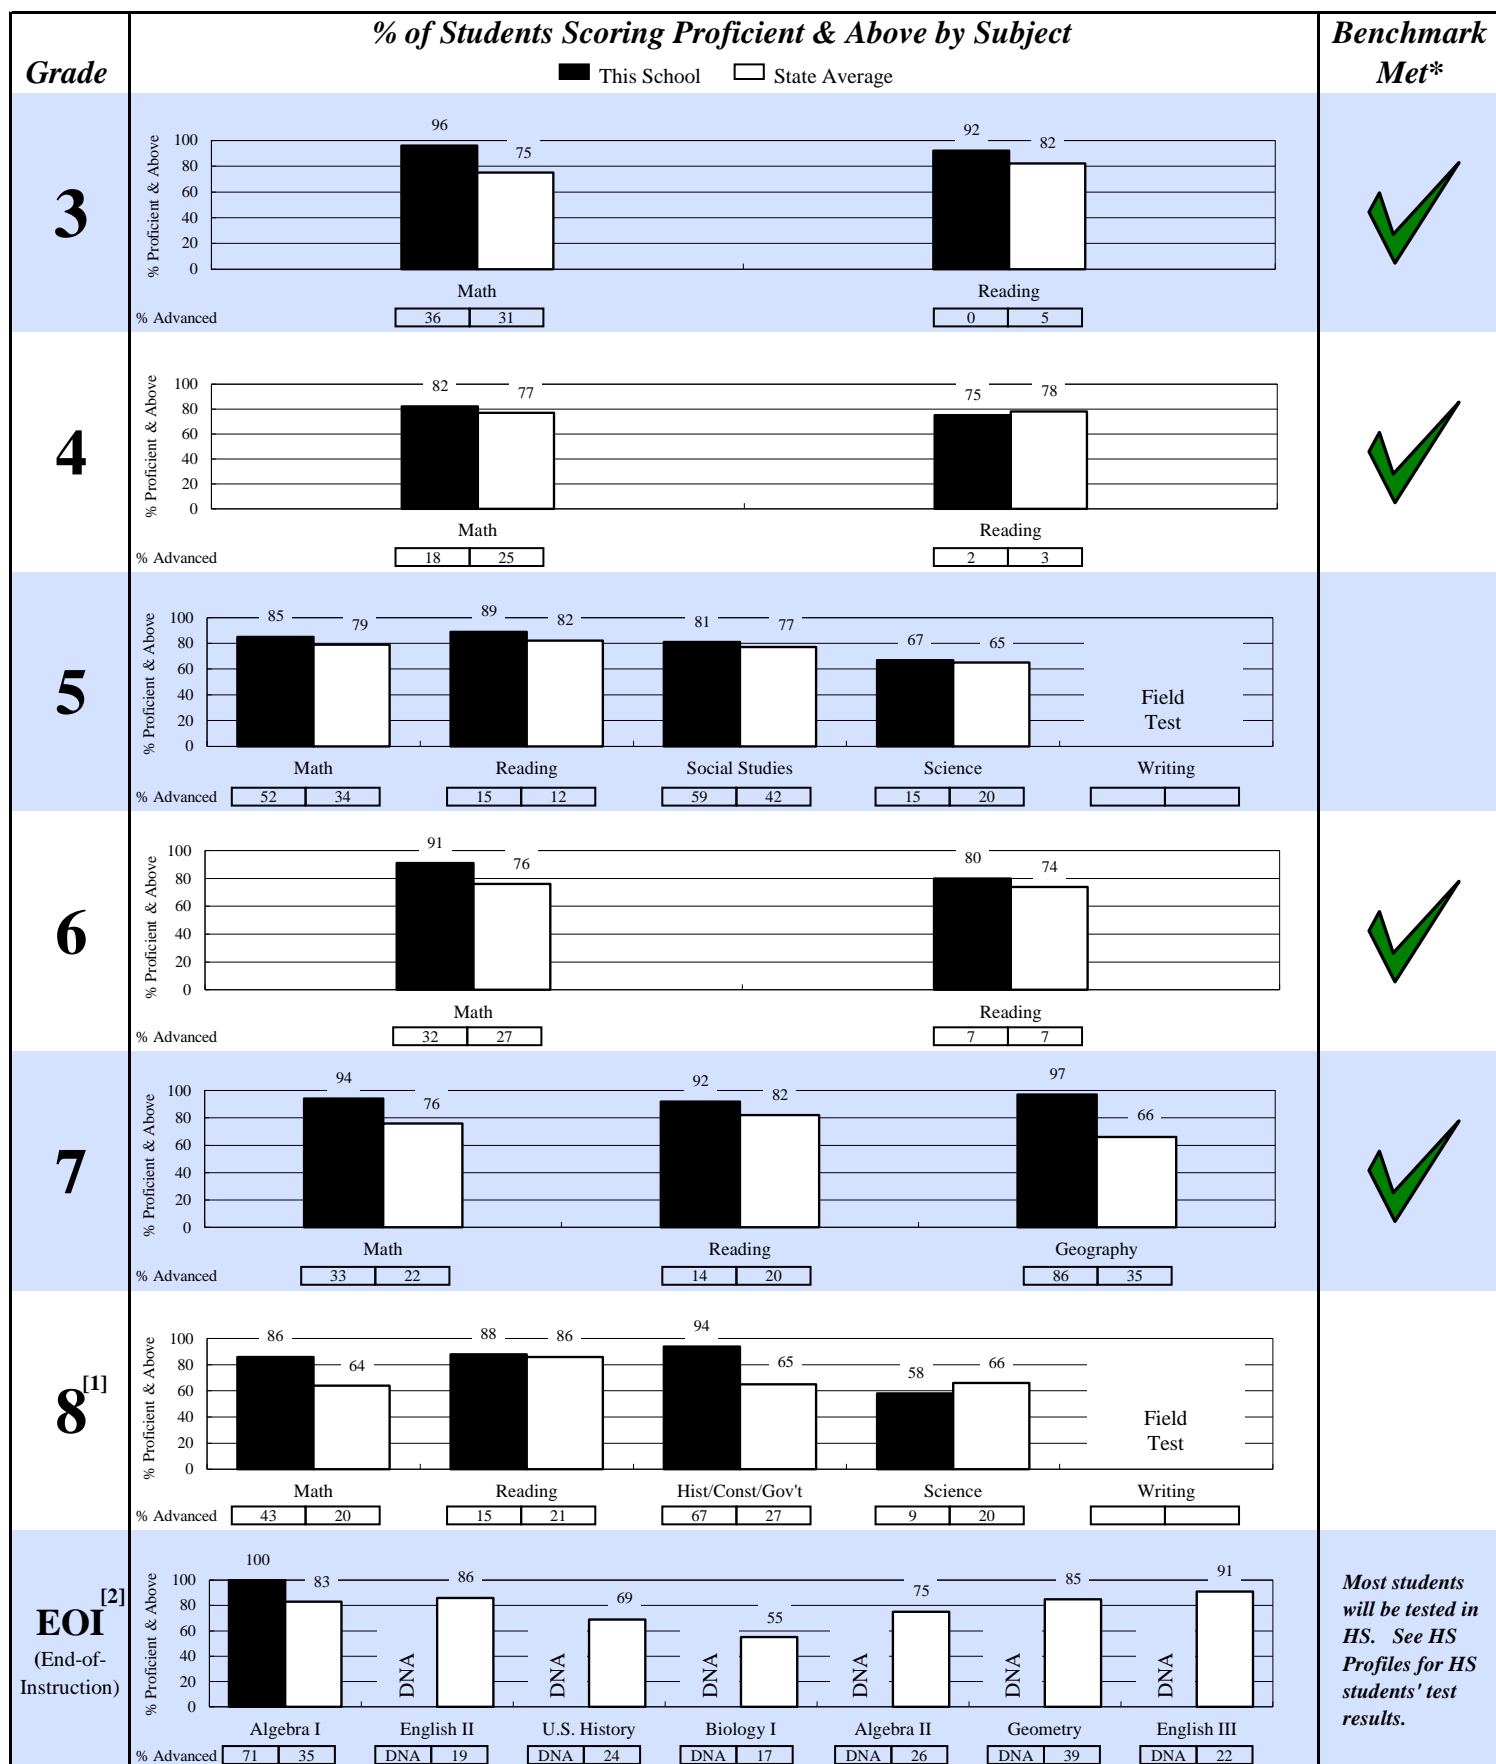 % of Students Scoring Proficient & Above by Subject
Benchmark Met*
Grade
This School State Average
3
% Proficient & Above
100
80
60
40
20
0
96 75 92 82
Math Reading
% Advanced 36 31 0 5
4
% Proficient & Above
100
80
60
40
20
0
82 77 75 78
Math Reading
% Advanced 18 25 2 3
5
% Proficient & Above
100
80
60
40
20
0
85 79 89 82 81 77 67 65
Field
Test
Math Reading Social Studies Science Writing
% Advanced 52 34 15 12 59 42 15 20
6
% Proficient & Above
100
80
60
40
20
0
91 76 80 74
Math Reading
% Advanced 32 27 7 7
7
% Proficient & Above
100
80
60
40
20
0
94 76 92 82 97 66
Math Reading Geography
% Advanced 33 22 14 20 86 35
8[1]
% Proficient & Above
100
80
60
40
20
0
86 64 88 86 94 65 58 66
Field
Test
Math Reading Hist/Const/Gov't Science Writing
% Advanced 43 20 15 21 67 27 9 20
EOI[2]
(End-of-
Instruction)
% Proficient & Above
100
80
60
40
20
0
100 83 DNA 86 DNA 69 DNA 55 DNA 75 DNA 85 DNA 91
Algebra I English II U.S. History Biology I Algebra II Geometry English III
% Advanced 71 35 DNA 19 DNA 24 DNA 17 DNA 26 DNA 39 DNA 22
Most students
will be tested in
HS. See HS
Profiles for HS
students' test
results.